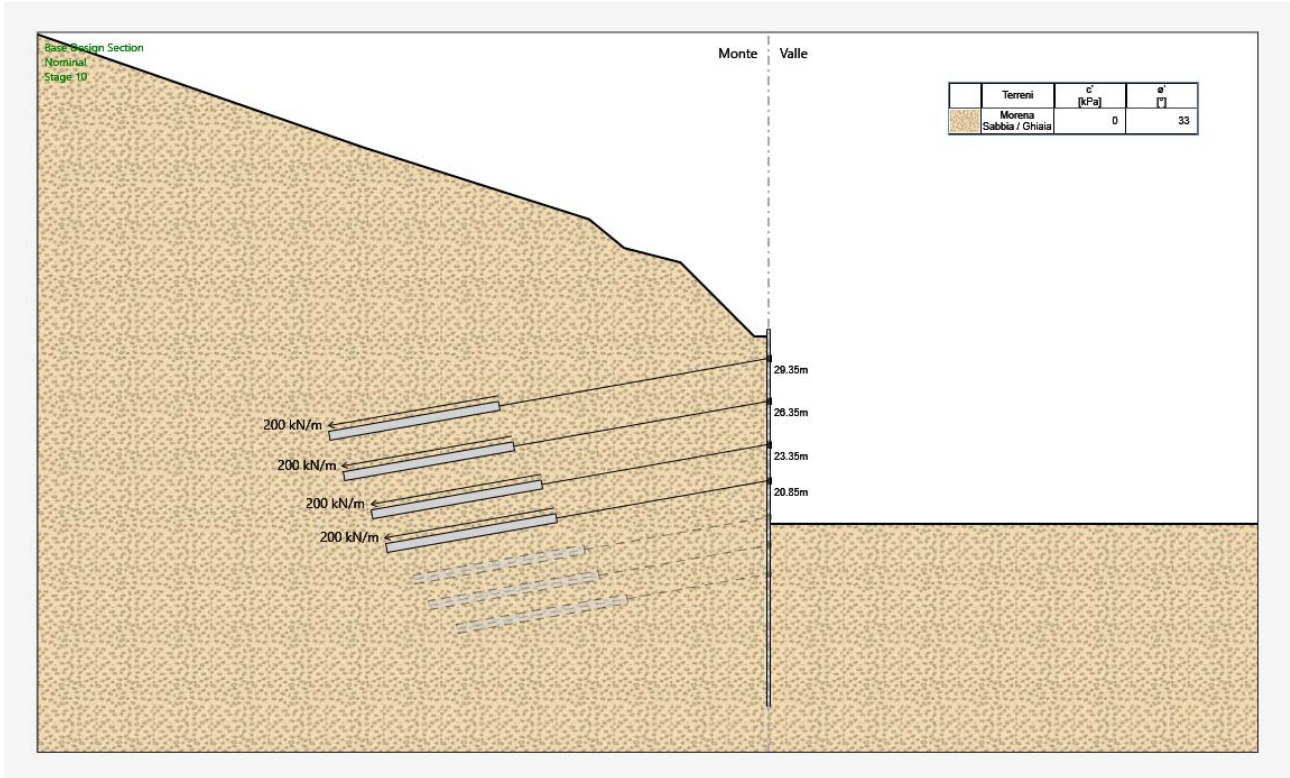 Base Design Section
Nominal
Stage 10
Monte
Valle
Terreni
c'
[kPa]
ø'
[°]
Morena
Sabbia / Ghiaia
0
33
29.35m
26.35m
23.35m
20.85m
200 kN/m
200 kN/m
200 kN/m
200 kN/m